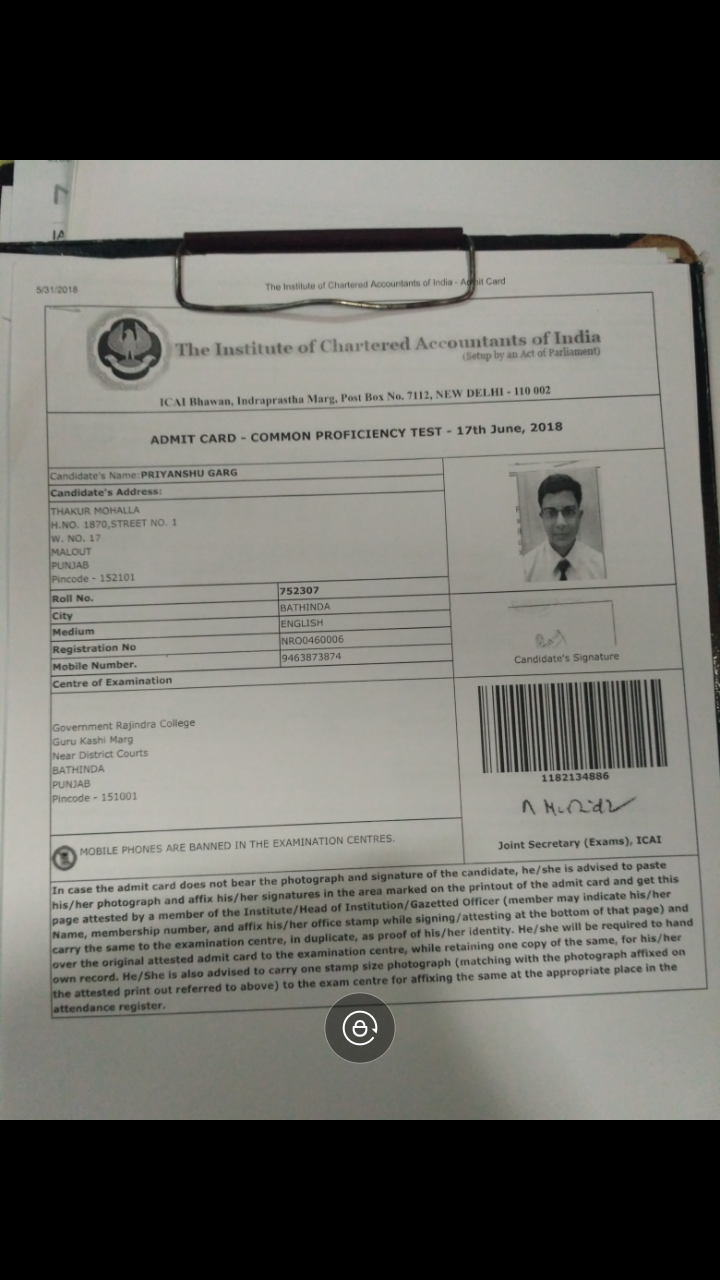 IA
5/31/2018
The Institute of Chartered Accountants of India - Admit Card
The Institute of Chartered Accountants of India
(Setup by an Act of Parliament)
ICAI Bhawan, Indraprastha Marg, Post Box No. 7112, NEW DELHI - 110 002
ADMIT CARD - COMMON PROFICIENCY TEST - 17th June, 2018
Candidate's Name:PRIYANSHU GARG
Candidate's Address:
THAKUR MOHALLA
H.NO. 1870,STREET NO. 1
W. NO. 17
MALOUT
PUNJAB
Pincode - 152101
Roll No. 752307
City BATHINDA
Medium ENGLISH
Registration No NRO0460006
Mobile Number. 9463873874
Candidate's Signature
Centre of Examination
Government Rajindra College
Guru Kashi Marg
Near District Courts
BATHINDA
PUNJAB
Pincode - 151001
1182134886
Joint Secretary (Exams), ICAI
MOBILE PHONES ARE BANNED IN THE EXAMINATION CENTRES.
In case the admit card does not bear the photograph and signature of the candidate, he/she is advised to paste
his/her photograph and affix his/her signatures in the area marked on the printout of the admit card and get this
page attested by a member of the Institute/Head of Institution/Gazetted Officer (member may indicate his/her
Name, membership number, and affix his/her office stamp while signing/attesting at the bottom of that page) and
carry the same to the examination centre, in duplicate, as proof of his/her identity. He/she will be required to hand
over the original attested admit card to the examination centre, while retaining one copy of the same, for his/her
own record. He/She is also advised to carry one stamp size photograph (matching with the photograph affixed on
the attested print out referred to above) to the exam centre for affixing the same at the appropriate place in the
attendance register.